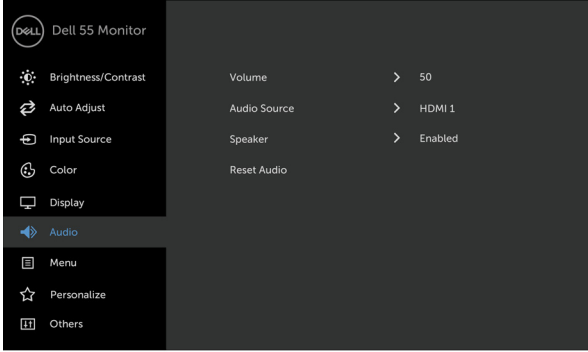 DELL Dell 55 Monitor
Brightness/Contrast
Auto Adjust
Input Source
Color
Display
Audio
Menu
Personalize
Others
Volume 50
Audio Source HDMI 1
Speaker Enabled
Reset Audio